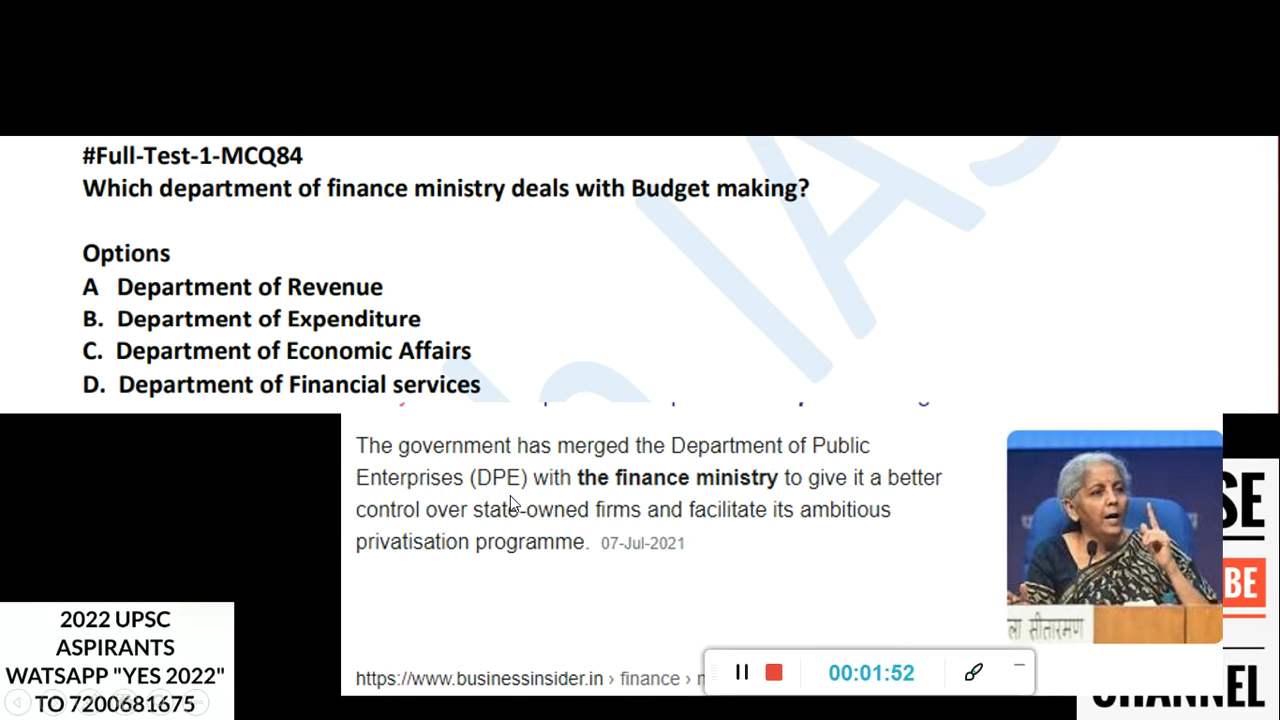 #Full-Test-1-MCQ84
Which department of finance ministry deals with Budget making?
Options
A Department of Revenue
B. Department of Expenditure
C. Department of Economic Affairs
D. Department of Financial services
The government has merged the Department of Public
Enterprises (DPE) with the finance ministry to give it a better
control over state-owned firms and facilitate its ambitious
privatisation programme. 07-Jul-2021
ला सीतारमण
SE
BE
2022 UPSC
ASPIRANTS
WATSAPP "YES 2022"
TO 7200681675
https://www.businessinsider.in › finance ›
00:01:52
CHANNEL